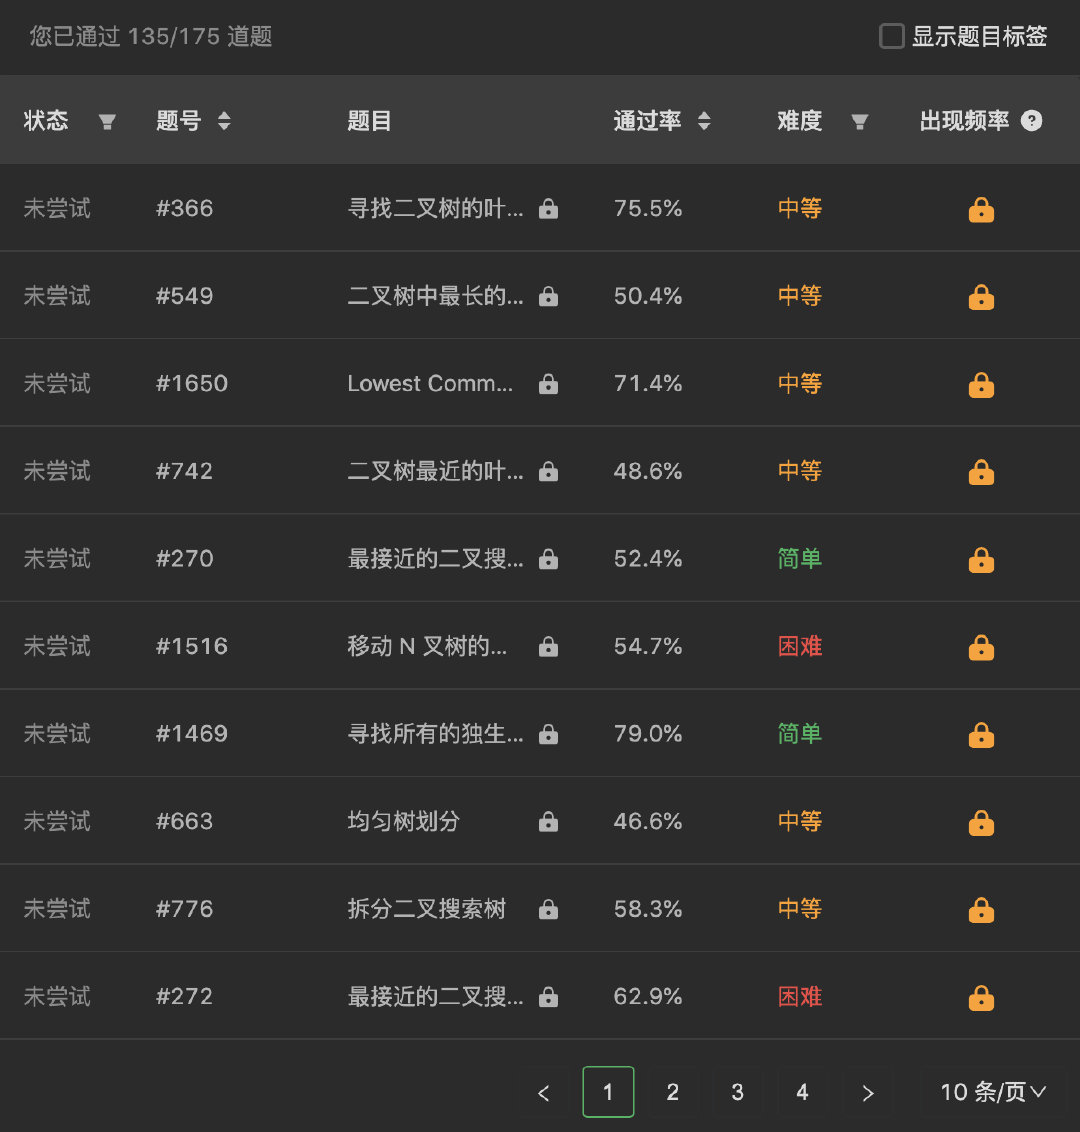 您已通过 135/175 道题 显示题目标签
状态 题号 题目 通过率 难度 出现频率 ?
未尝试 #366 寻找二叉树的叶... 75.5% 中等
未尝试 #549 二叉树中最长的... 50.4% 中等
未尝试 #1650 Lowest Comm... 71.4% 中等
未尝试 #742 二叉树最近的叶... 48.6% 中等
未尝试 #270 最接近的二叉搜... 52.4% 简单
未尝试 #1516 移动 N 叉树的... 54.7% 困难
未尝试 #1469 寻找所有的独生... 79.0% 简单
未尝试 #663 均匀树划分 46.6% 中等
未尝试 #776 拆分二叉搜索树 58.3% 中等
未尝试 #272 最接近的二叉搜... 62.9% 困难
< 1 2 3 4 > 10 条/页